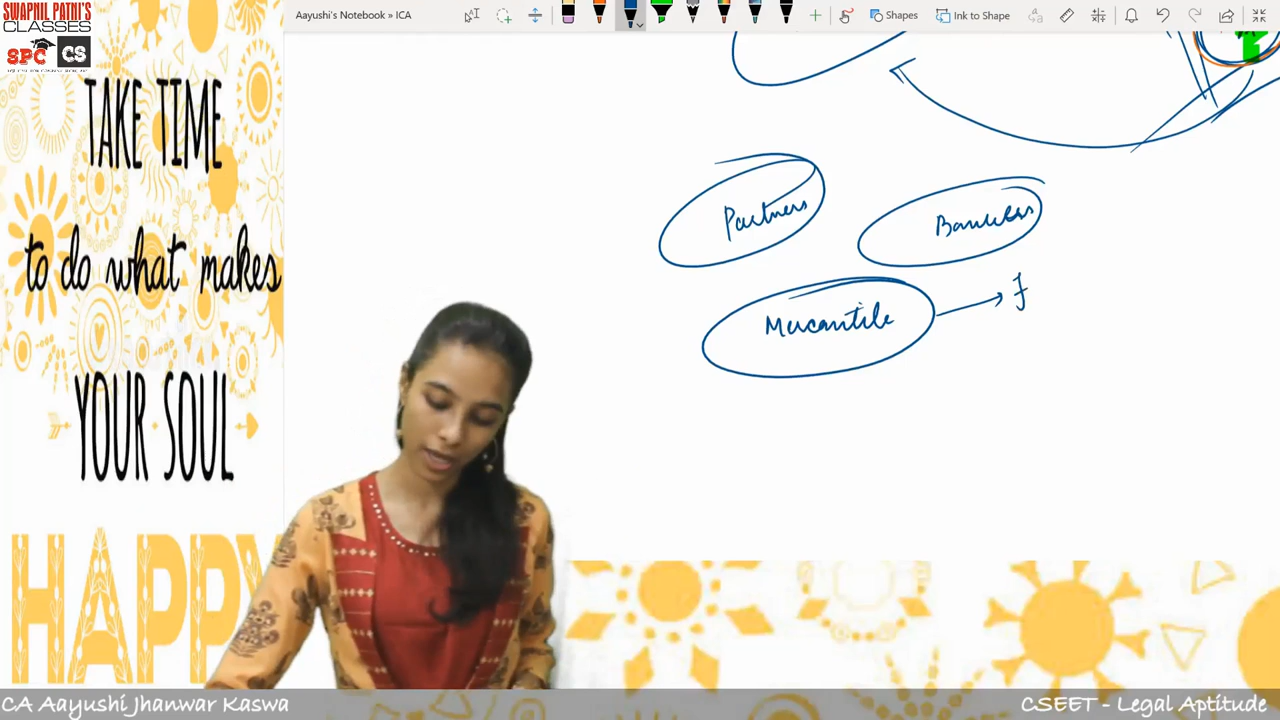 SWAPNIL PATNI'S
CLASSES
SPC CS
Aayushi's Notebook » ICA
Shapes
Ink to Shape
TAKE TIME
to do what makes
YOUR SOUL
HAPPY
Partners
Bankers
Mercantile
CA Aayushi Jhanwar Kaswa
CSEET - Legal Aptitude